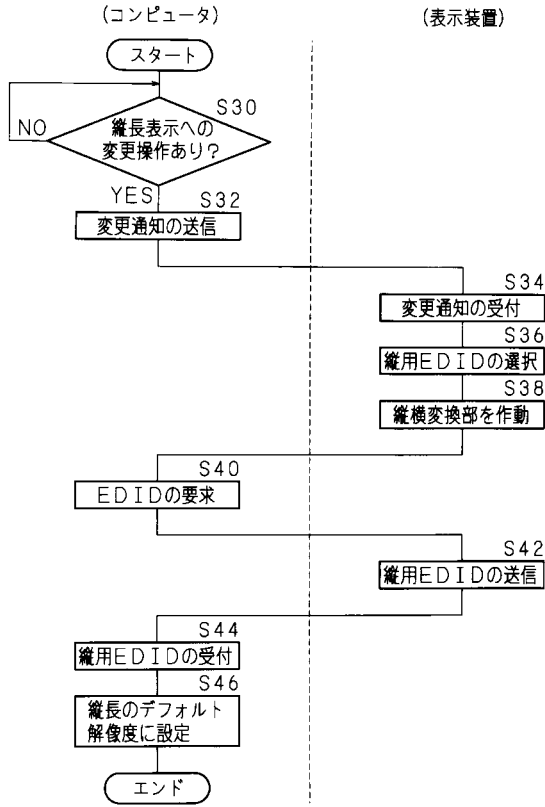 (コンピュータ)
(表示装置)
スタート
S30
縦長表示への
変更操作あり?
NO
YES
S32
変更通知の送信
S34
変更通知の受付
S36
縦用EDIDの選択
S38
縦横変換部を作動
S40
EDIDの要求
S42
縦用EDIDの送信
S44
縦用EDIDの受付
S46
縦長のデフォルト
解像度に設定
エンド